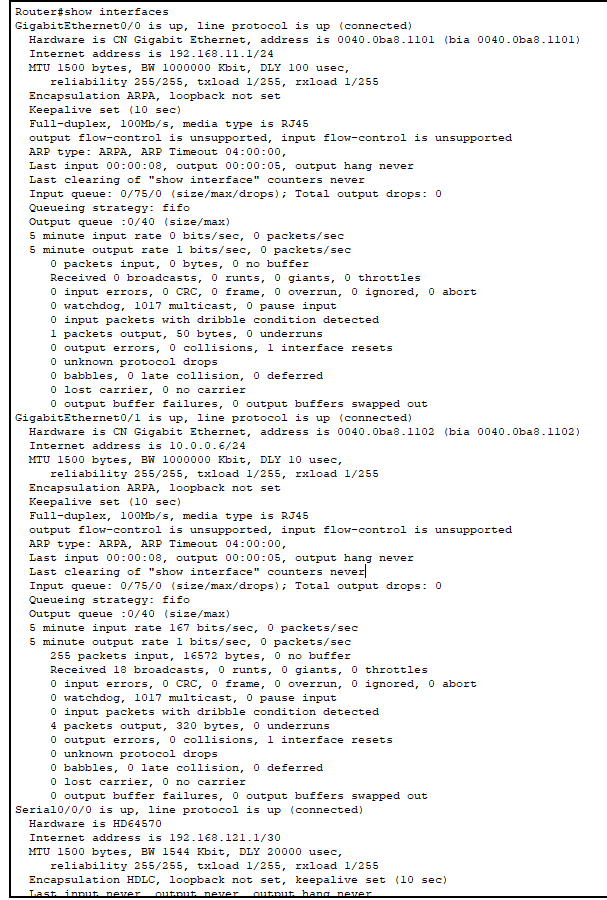 Router#show interfaces
GigabitEthernet0/0 is up, line protocol is up (connected)
Hardware is CN Gigabit Ethernet, address is 0040.0ba8.1101 (bia 0040.0ba8.1101)
Internet address is 192.168.11.1/24
MTU 1500 bytes, BW 1000000 Kbit, DLY 100 usec,
reliability 255/255, txload 1/255, rxload 1/255
Encapsulation ARPA, loopback not set
Keepalive set (10 sec)
Full-duplex, 100Mb/s, media type is RJ45
output flow-control is unsupported, input flow-control is unsupported
ARP type: ARPA, ARP Timeout 04:00:00,
Last input 00:00:08, output 00:00:05, output hang never
Last clearing of "show interface" counters never
Input queue: 0/75/0 (size/max/drops); Total output drops: 0
Queueing strategy: fifo
Output queue :0/40 (size/max)
5 minute input rate 0 bits/sec, 0 packets/sec
5 minute output rate 1 bits/sec, 0 packets/sec
0 packets input, 0 bytes, 0 no buffer
Received 0 broadcasts, 0 runts, 0 giants, 0 throttles
0 input errors, 0 CRC, 0 frame, 0 overrun, 0 ignored, 0 abort
0 watchdog, 1017 multicast, 0 pause input
0 input packets with dribble condition detected
1 packets output, 50 bytes, 0 underruns
0 output errors, 0 collisions, 1 interface resets
0 unknown protocol drops
0 babbles, 0 late collision, 0 deferred
0 lost carrier, 0 no carrier
0 output buffer failures, 0 output buffers swapped out
GigabitEthernet0/1 is up, line protocol is up (connected)
Hardware is CN Gigabit Ethernet, address is 0040.0ba8.1102 (bia 0040.0ba8.1102)
Internet address is 10.0.0.6/24
MTU 1500 bytes, BW 1000000 Kbit, DLY 10 usec,
reliability 255/255, txload 1/255, rxload 1/255
Encapsulation ARPA, loopback not set
Keepalive set (10 sec)
Full-duplex, 100Mb/s, media type is RJ45
output flow-control is unsupported, input flow-control is unsupported
ARP type: ARPA, ARP Timeout 04:00:00,
Last input 00:00:08, output 00:00:05, output hang never
Last clearing of "show interface" counters never
Input queue: 0/75/0 (size/max/drops); Total output drops: 0
Queueing strategy: fifo
Output queue :0/40 (size/max)
5 minute input rate 167 bits/sec, 0 packets/sec
5 minute output rate 1 bits/sec, 0 packets/sec
255 packets input, 16572 bytes, 0 no buffer
Received 18 broadcasts, 0 runts, 0 giants, 0 throttles
0 input errors, 0 CRC, 0 frame, 0 overrun, 0 ignored, 0 abort
0 watchdog, 1017 multicast, 0 pause input
0 input packets with dribble condition detected
4 packets output, 320 bytes, 0 underruns
0 output errors, 0 collisions, 1 interface resets
0 unknown protocol drops
0 babbles, 0 late collision, 0 deferred
0 lost carrier, 0 no carrier
0 output buffer failures, 0 output buffers swapped out
Serial0/0/0 is up, line protocol is up (connected)
Hardware is HD64570
Internet address is 192.168.121.1/30
MTU 1500 bytes, BW 1544 Kbit, DLY 20000 usec,
reliability 255/255, txload 1/255, rxload 1/255
Encapsulation HDLC, loopback not set, keepalive set (10 sec)
Last input never, output never, output hang never